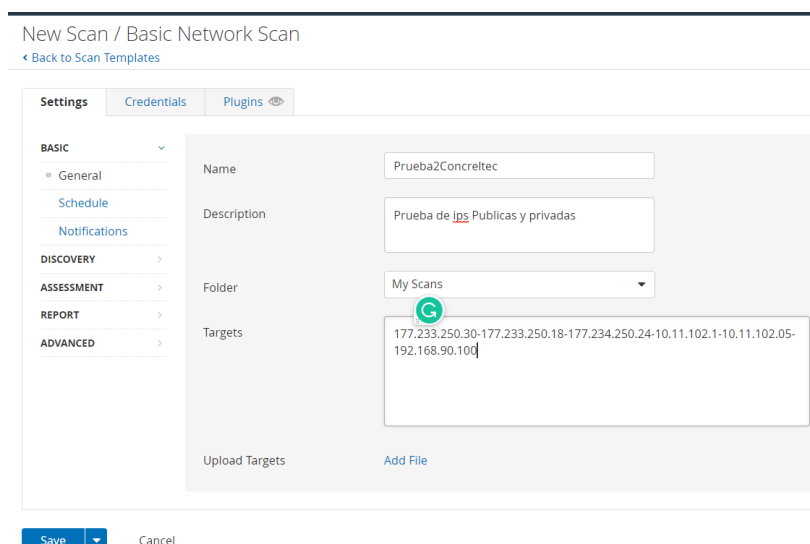 New Scan / Basic Network Scan
Back to Scan Templates
Settings Credentials Plugins
BASIC
General
Schedule
Notifications
DISCOVERY
ASSESSMENT
REPORT
ADVANCED
Name Prueba2Concreltec
Description Prueba de ips Publicas y privadas
Folder My Scans
G
Targets 177.233.250.30-177.233.250.18-177.234.250.24-10.11.102.1-10.11.102.05-
192.168.90.100
Upload Targets Add File
Save Cancel